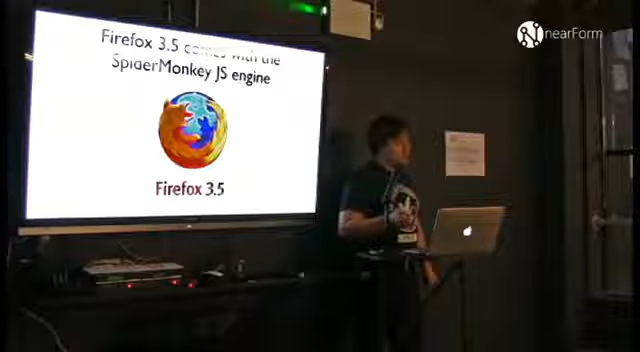 Firefox 3.5 comes with the
SpiderMonkey JS engine
Firefox 3.5
nearForm